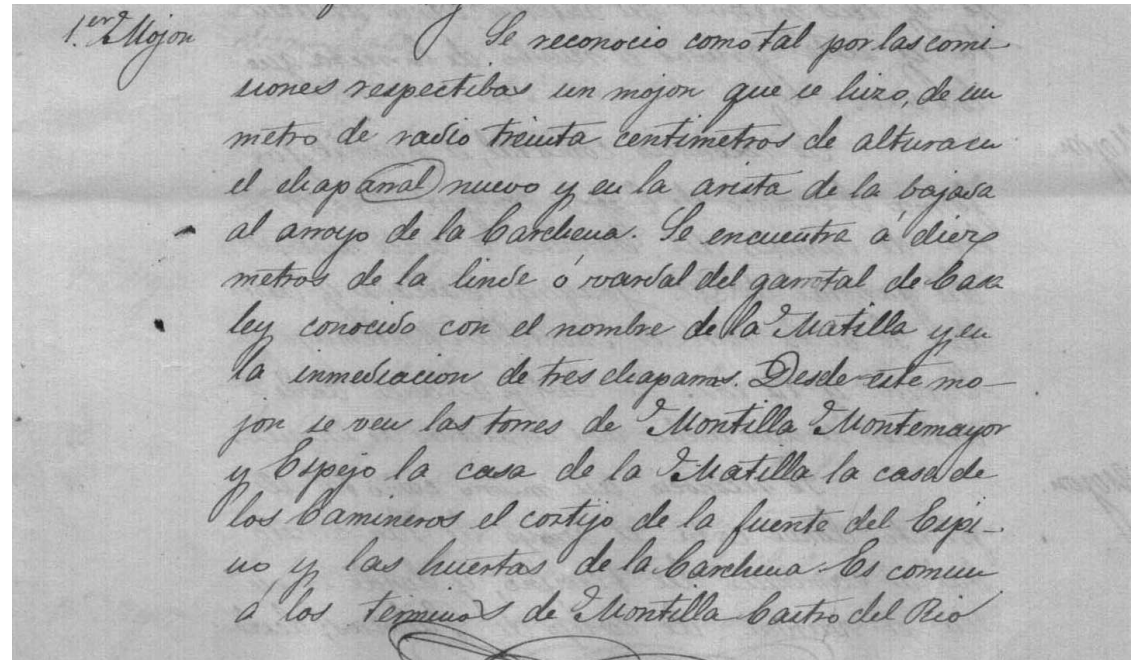 1.er Mojon
Se reconocio como tal por las comi
siones respectibas un mojon que se hizo, de un
metro de radio treinta centimetros de altura en
el chaparral nuevo y en la arista de la bajada
al arroyo de la Carchena. Se encuentra á diez
metros de la linde ó vardal del garrotal de Caxa
ley conocido con el nombre de la Matilla y en
la inmediacion de tres chaparros. Desde este mo-
jon se ven las torres de Montilla Montemayor
y Espejo la casa de la Matilla la casa de
los Camineros el cortijo de la fuente del Espi-
no y las huertas de la Carchena. Es comun
á los terminos de Montilla Castro del Rio